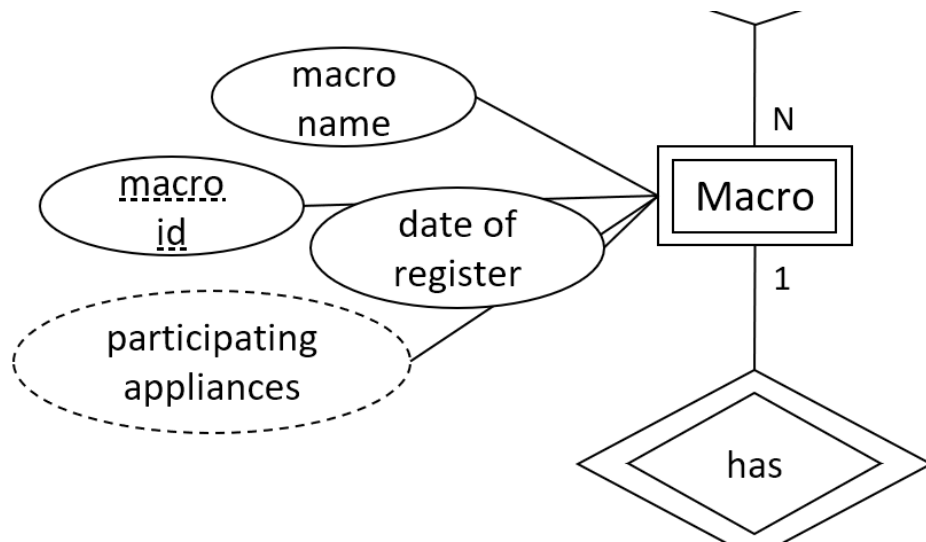 macro
name
N
macro
id
Macro
date of
register
1
participating
appliances
has